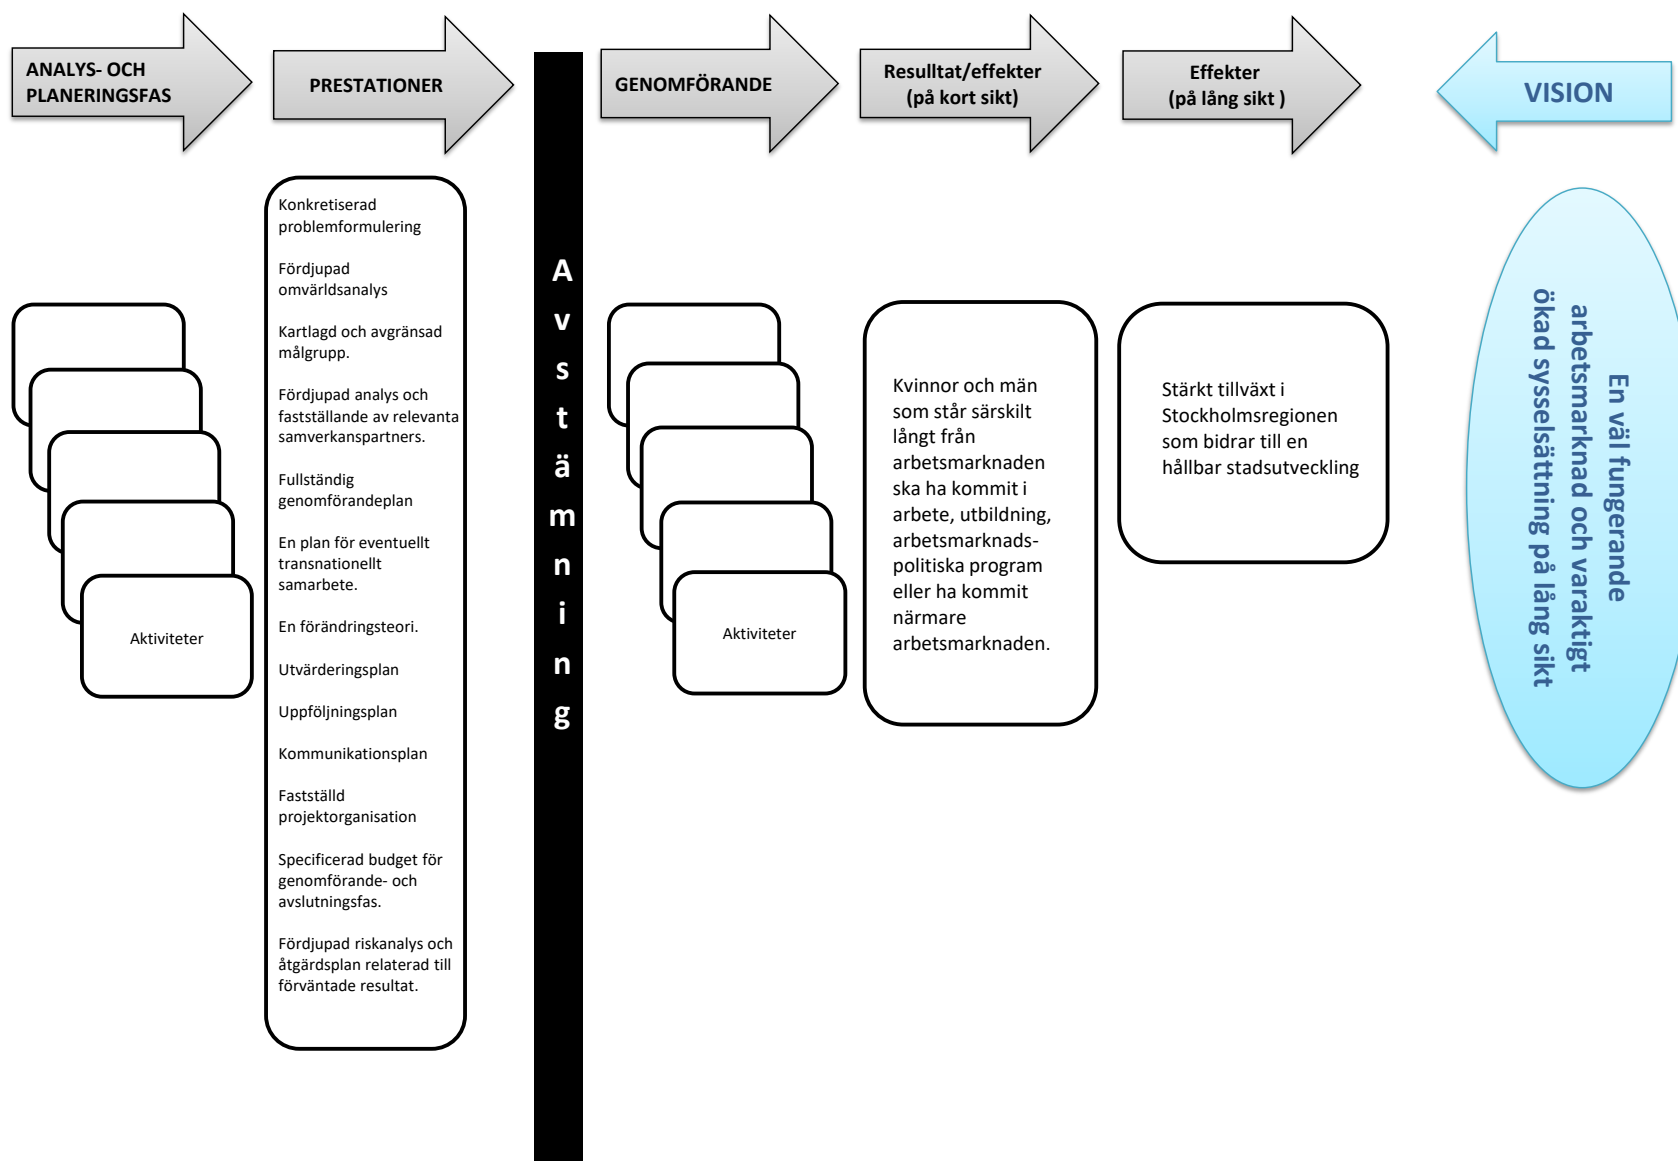 ANALYS- OCH
PLANERINGSFAS
PRESTATIONER
GENOMFÖRANDE
Resulltat/effekter
(på kort sikt)
Effekter
(på lång sikt )
VISION
Aktiviteter
Konkretiserad
problemformulering
Fördjupad
omvärldsanalys
Kartlagd och avgränsad
målgrupp.
Fördjupad analys och
fastställande av relevanta
samverkanspartners.
Fullständig
genomförandeplan
En plan för eventuellt
transnationellt
samarbete.
En förändringsteori.
Utvärderingsplan
Uppföljningsplan
Kommunikationsplan
Fastställd
projektorganisation
Specificerad budget för
genomförande- och
avslutningsfas.
Fördjupad riskanalys och
åtgärdsplan relaterad till
förväntade resultat.
Avstämning
Aktiviteter
Kvinnor och män
som står särskilt
långt från
arbetsmarknaden
ska ha kommit i
arbete, utbildning,
arbetsmarknads-
politiska program
eller ha kommit
närmare
arbetsmarknaden.
Stärkt tillväxt i
Stockholmsregionen
som bidrar till en
hållbar stadsutveckling
En väl fungerande
arbetsmarknad och varaktigt
ökad sysselsättning på lång sikt